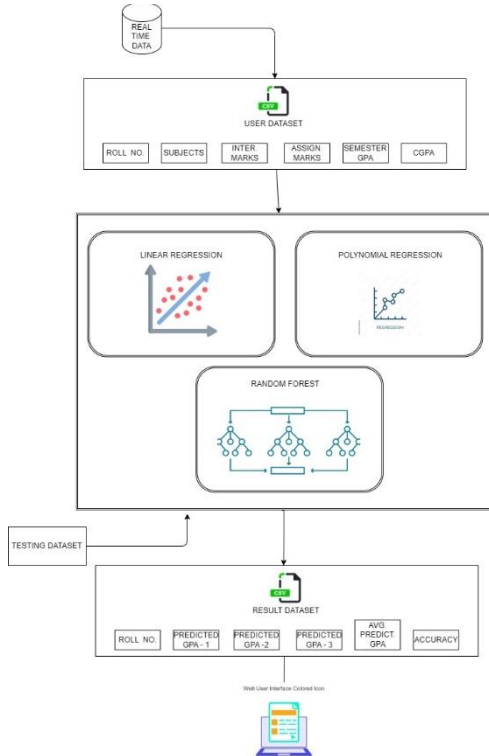 REAL
TIME
DATA
CSV
USER DATASET
ROLL NO.
SUBJECTS
INTER.
MARKS
ASSIGN
MARKS
SEMESTER
GPA
CGPA
LINEAR REGRESSION
POLYNOMIAL REGRESSION
REGRESSION
RANDOM FOREST
TESTING DATASET
CSV
RESULT DATASET
ROLL NO.
PREDICTED
GPA - 1
PREDICTED
GPA -2
PREDICTED
GPA - 3
AVG.
PREDICT.
GPA
ACCURACY
Web User Interface Colored Icon